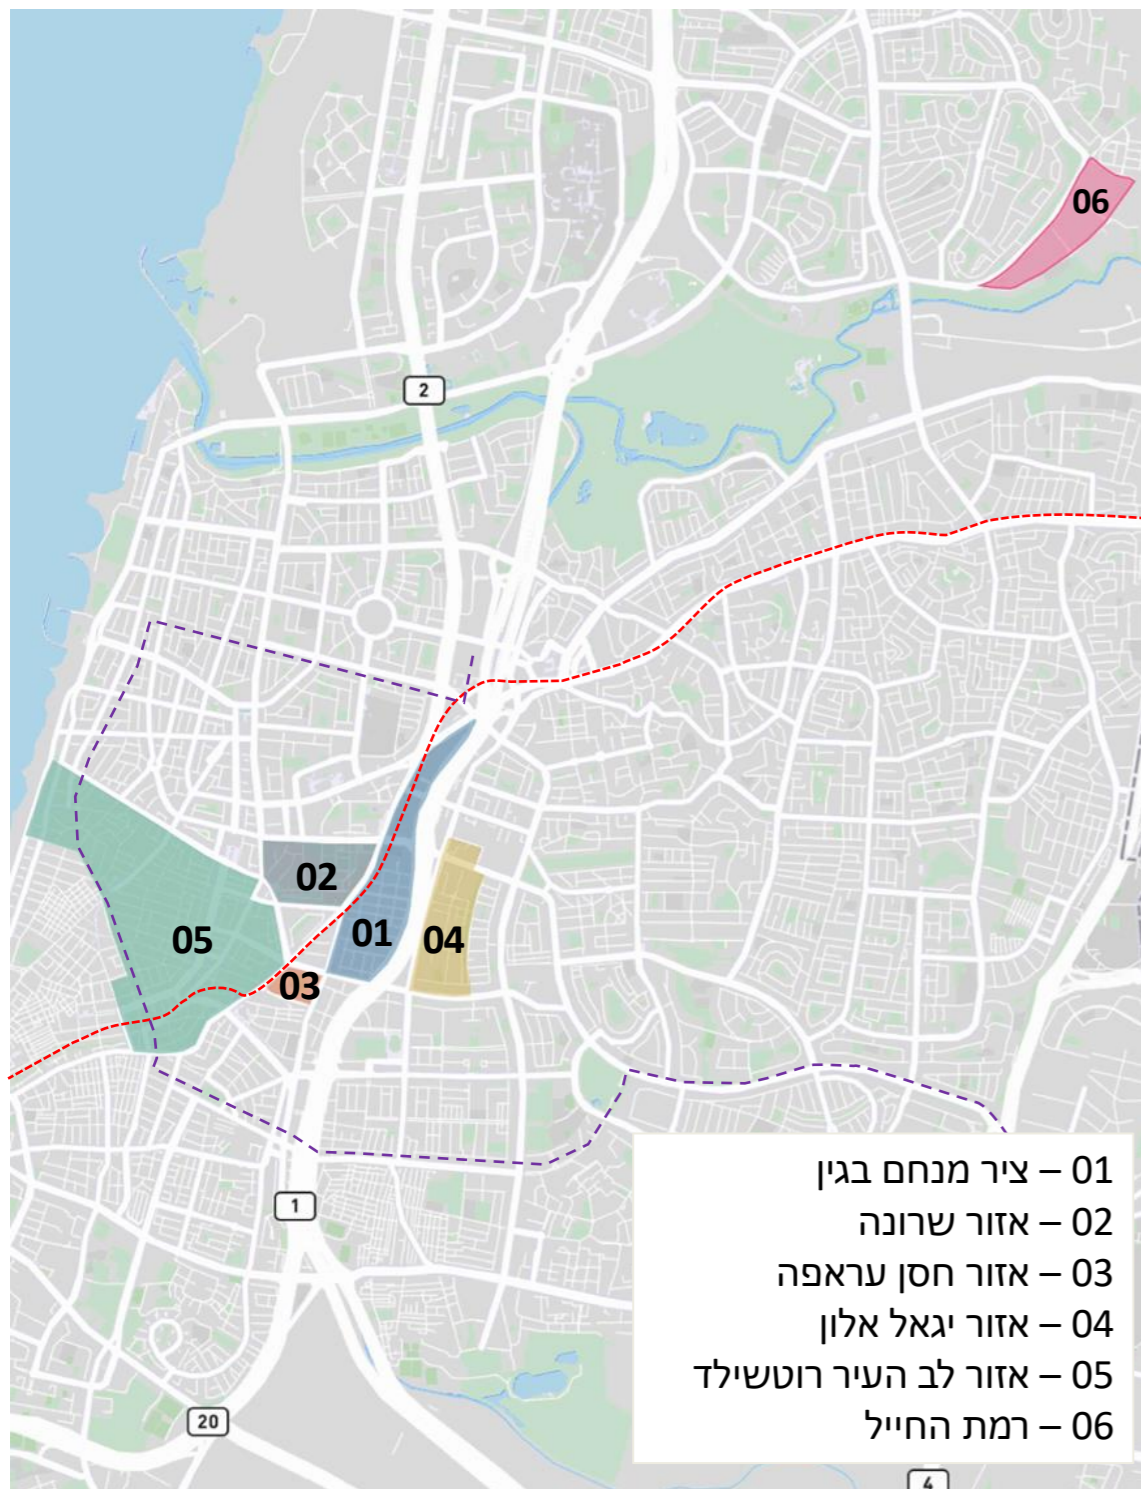 06
2
02
01
04
05
03
01 – ציר מנחם בגין
02 – אזור שרונה
03 – אזור חסן עראפה
04 – אזור יגאל אלון
05 – אזור לב העיר רוטשילד
06 – רמת החייל
1
20
4